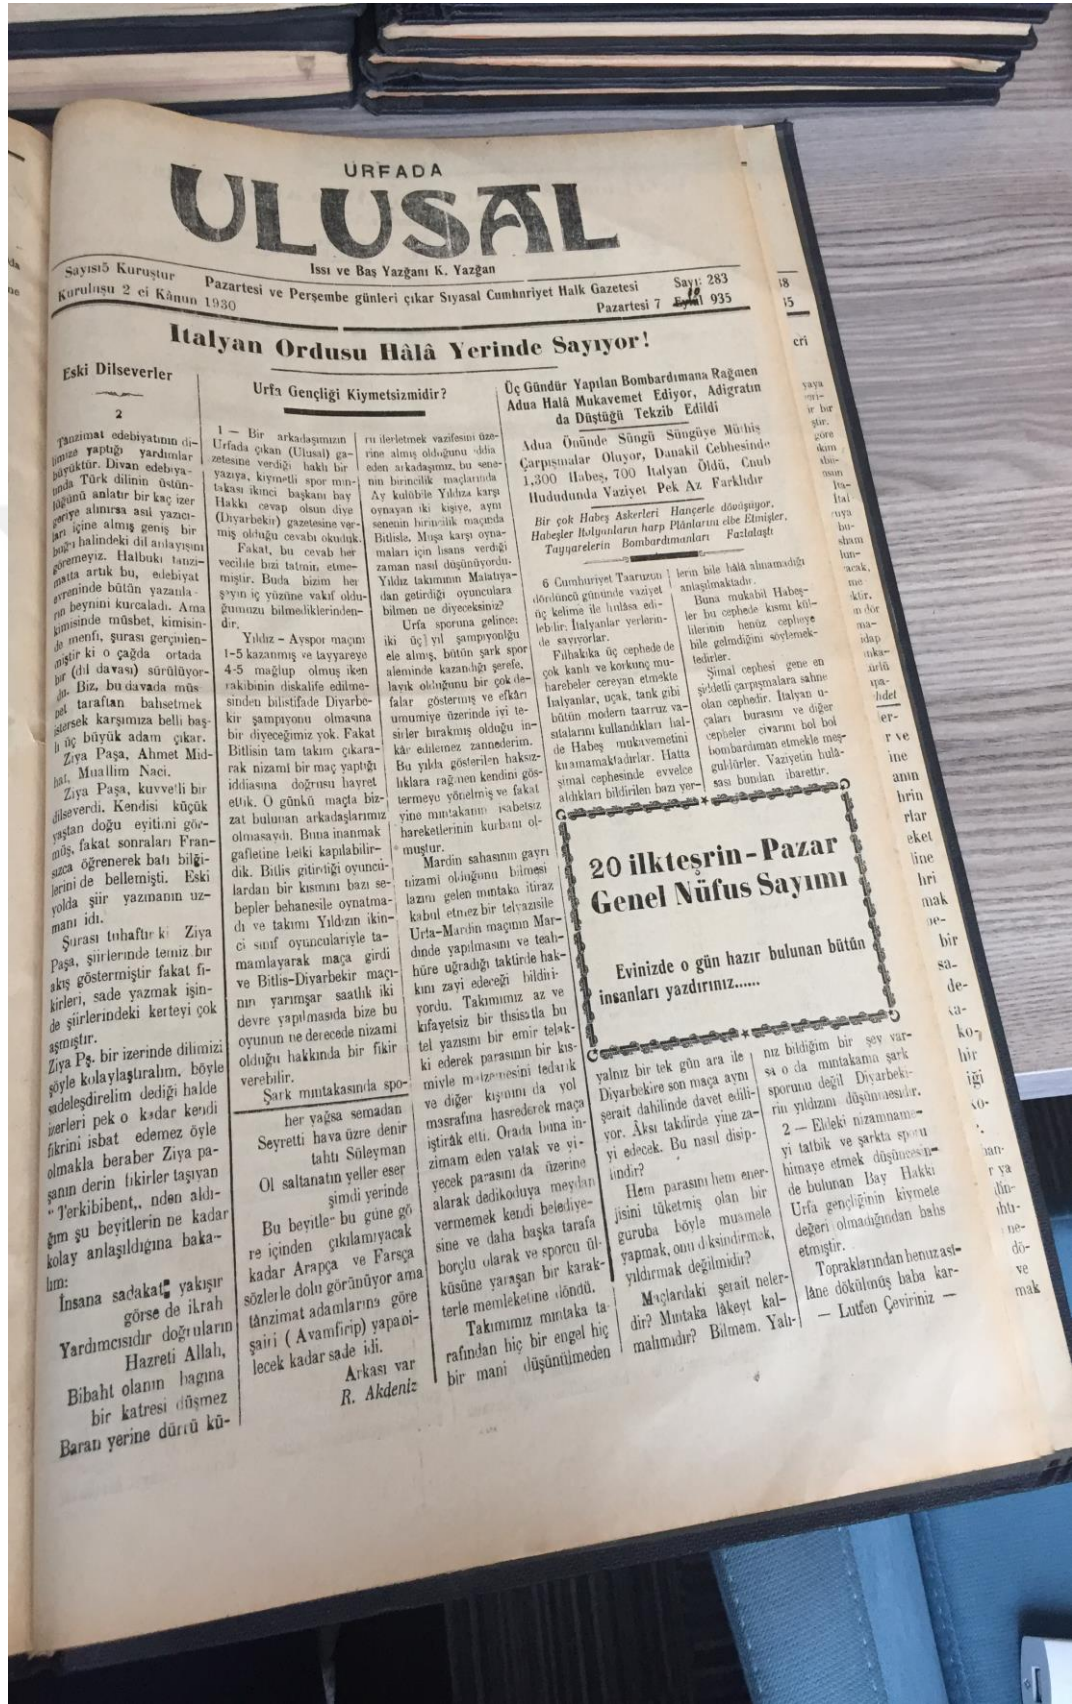 URFADA
ULUSAL
Issı ve Baş Yazğanı K. Yazğan
Sayısı5 Kuruştur
Kuruluşu 2 ci Kânun 1930
Pazartesi ve Perşembe günleri çıkar Sıyasal Cumhuriyet Halk Gazetesi
Sayı: 283
Pazartesi 7 Eylül 935
10
Italyan Ordusu Hâlâ Yerinde Sayıyor!
Eski Dilseverler
2
Tanzimat edebiyatının di-
limize yaptığı yardımlar
büyüktür. Divan edebiya-
tında Türk dilinin üstün-
lüğünü anlatır bir kaç izer
geriye alınırsa asıl yazıcı-
ları içine almış geniş bir
buğu halindeki dil anlayışını
göremeyiz. Halbuki tanzi-
matta artık bu, edebiyat
evreninde bütün yazanla-
rın beynini kurcaladı. Ama
kimisinde müsbet, kimisin-
de menfi, şurası gerçinlen-
miştir ki o çağda ortada
bir (dil davası) sürülüyor-
du. Biz, bu davada müs
bet taraftan bahsetmek
istersek karşımıza belli baş-
lı üç büyük adam çıkar.
Ziya Paşa, Ahmet Mid-
hat, Muallim Naci.
Ziya Paşa, kuvvetli bir
dilseverdi. Kendisi küçük
yaştan doğu eyitimi gör-
müş, fakat sonraları Fran-
sızca öğrenerek batı bilği-
lerini de bellemişti. Eski
yolda şiir yazmanın uz-
manı idi.
Şurası tuhaftır ki Ziya
Paşa, şiirlerinde temiz bir
akış göstermiştir fakat fi-
kirleri, sade yazmak işin-
de şiirlerindeki kerteyi çok
aşmıştır.
Ziya Pş. bir izerinde dilimizi
şöyle kolaylaştıralım, böyle
sadeleşdirelim dediği halde
izerleri pek o kadar kendi
fikrini isbat edemez öyle
olmakla beraber Ziya pa-
şanın derin fikirler taşıyan
"Terkibibent,, nden aldı-
ğım şu beyitlerin ne kadar
kolay anlaşıldığına baka-
lım:
İnsana sadakat yakışır
görse de ikrah
Yardımcısıdır doğruların
Hazreti Allah,
Bibaht olanın bagına
bir katresi düşmez
Baran yerine dürrü kü-
her yağsa semadan
Seyretti hava üzre denir
tahtı Süleyman
Ol saltanatın yeller eser
şimdi yerinde
Bu beyitle bu güne gö
re içinden çıkılamıyacak
kadar Arapça ve Farsça
sözlerle dolu görünüyor ama
tânzimat adamlarına göre
şairi ( Avamfirip) yapabi-
lecek kadar sade idi.
Arkası var
R. Akdeniz
Urfa Gençliği Kiymetsizmidir?
1 — Bir arkadaşımızın
Urfada çıkan (Ulusal) ga-
zetesine verdiği haklı bir
yazıya, kıymetli spor mın-
takası ikinci başkanı bay
Hakkı cevap olsun diye
(Diyarbekir) gazetesine ver-
miş olduğu cevabı okuduk.
Fakat, bu cevab her
vecilde bizi tatmin etme-
miştir. Buda bizim her
şeyin iç yüzüne vakıf oldu-
ğumuzu bilmediklerinden-
dir.
Yıldız - Ayspor maçını
1-5 kazanmış ve tayyareye
4-5 mağlup olmuş iken
rakibinin diskalife edilme-
sinden bilistifade Diyarbe-
kir şampiyonu olmasına
bir diyeceğimiz yok. Fakat
Bitlisin tam takım çıkara-
rak nizamî bir maç yaptığı
iddiasına doğrusu hayret
ettik. O günkü maçta biz-
zat bulunan arkadaşlarımız
olmasaydı. Buna inanmak
gafletine belki kapılabilir-
dik. Bitlis gitirdiği oyuncu-
lardan bir kısmını bazı se-
bepler behanesile oynatma-
dı ve takımı Yıldızın ikin-
ci sınıf oyunculariyle ta-
mamlayarak maça girdi
ve Bitlis-Diyarbekir maçı-
nın yarımşar saatlık iki
devre yapılmasıda bize bu
oyunun ne derecede nizamî
olduğu hakkında bir fikir
verebilir.
Şark mıntakasında spo-
ru ilerletmek vazifesini üze-
rine almış olduğunu iddia
eden arkadaşımız, bu sene-
nin birincilik maçlarında
Ay kulübile Yıldıza karşı
oynayan iki kişiye, aynı
senenin birincilik maçında
Bitlisle, Muşa karşı oyna-
maları için lisans verdiği
zaman nasıl düşünüyordu.
Yıldız takımının Malatya-
dan getirdiği oyunculara
bilmen ne diyeceksiniz?
Urfa sporuna gelince:
iki üç yıl şampiyonluğu
ele almış, bütün şark spor
aleminde kazandığı şerefe,
layik olduğunu bir çok de-
falar göstermiş ve efkârı
umumiye üzerinde iyi te-
sirler bırakmış olduğu in-
kâr edilemez zannederim.
Bu yılda gösterilen haksız-
lıklara rağmen kendini gös-
termeye yönelmiş ve fakat
yine mıntakanın isabetsiz
hareketlerinin kurbanı ol-
muştur.
Mardin sahasının gayrı
nizamî olduğunu bilmesi
lazım gelen mıntaka itiraz
kabul etmez bir telyazısile
Urfa-Mardin maçının Mar-
dinde yapılmasını ve teah-
hüre uğradığı taktirde hak-
kını zayi edeceği bildiri-
yordu. Takımımız az ve
kifayetsiz bir thsisatla bu
tel yazısını bir emir telak-
ki ederek parasının bir kıs-
miyle malzemesini tedarik
ve diğer kısmını da yol
masrafına hasrederek maça
iştirâk etti. Orada buna in-
zimam eden yatak ve yi-
yecek parasını da üzerine
alarak dedikoduya meydan
vermemek kendi belediye-
sine ve daha başka tarafa
borçlu olarak ve sporcu ül-
küsüne yaraşan bir karak-
terle memleketine döndü.
Takımımız mıntaka ta-
rafından hiç bir engel hiç
bir mani düşünülmeden
yalnız bir tek gün ara ile
Diyarbekire son maça aynı
şerait dahilinde davet edili-
yor. Aksı takdirde yine za-
yi edecek. Bu nasıl disip-
lindir?
Hem parasını hem ener-
jisini tüketmiş olan bir
guruba böyle muamele
yapmak, onu diksindirmek,
yıldırmak değilmidir?
Maçlardaki şerait neler-
dir? Mıntaka lâkeyt kal-
malımıdır? Bilmem. Yalı-
nız bildiğim bir şey var-
sa o da mıntakanın şark
sporunu değil Diyarbeki-
rin yıldızını düşünmesidir.
2 — Eldeki nizamname-
yi tatbik ve şarkta sporu
himaye etmek düşüncesin-
de bulunan Bay Hakkı
Urfa gençliğinin kiymete
değeri olmadığından bahs
etmiştir.
Topraklarından henuz ast-
lâne dökülmüş baba kar-
— Lutfen Çeviriniz —
Üç Gündür Yapılan Bombardımana Rağmen
Adua Halâ Mukavemet Ediyor, Adigratın
da Düştüğü Tekzib Edildi
Adua Önünde Süngü Süngüye Müthiş
Çarpışmalar Oluyor, Danakil Cebhesinde
1,300 Habeş, 700 Italyan Öldü, Cnub
Hududunda Vaziyet Pek Az Farklıdır
Bir çok Habeş Askerleri Hançerle dövüşüyor,
Habeşler Italyanların harp Plânlarını elbe Etmişler,
Tayyarelerin Bombardımanları Fazlalaştı
6 Cumhuriyet Taaruzun
dördüncü gününde vaziyet
üç kelime ile hulâsa edi-
lebilir: İtalyanlar yerlerin-
de sayıyorlar.
Filhakika üç cephede de
çok kanlı ve korkunç mu-
harebeler cereyan etmekte
Italyanlar, uçak, tank gibi
bütün modern taarruz va-
sıtalarını kullandıkları hal-
de Habeş mukavemetini
kıramamaktadırlar. Hatta
şimal cephesinde evvelce
aldıkları bildirilen bazı yer-
lerin bile hâlâ alınamadığı
anlaşılmaktadır.
Buna mukabil Habeş-
ler bu cephede kısmı kül-
lilerinin henüz cepheye
bile gelmdiğini söylemek-
tedirler.
Şimal cephesi gene en
şiddetli çarpışmalara sahne
olan cephedir. İtalyan u-
çaları burasını ve diğer
cepheler civarını bol bol
bombardıman etmekle meş-
guldürler. Vaziyetin hulâ-
sası bundan ibarettir.
20 ilkteşrin - Pazar
Genel Nüfus Sayımı
Evinizde o gün hazır bulunan bütün
insanları yazdırınız......